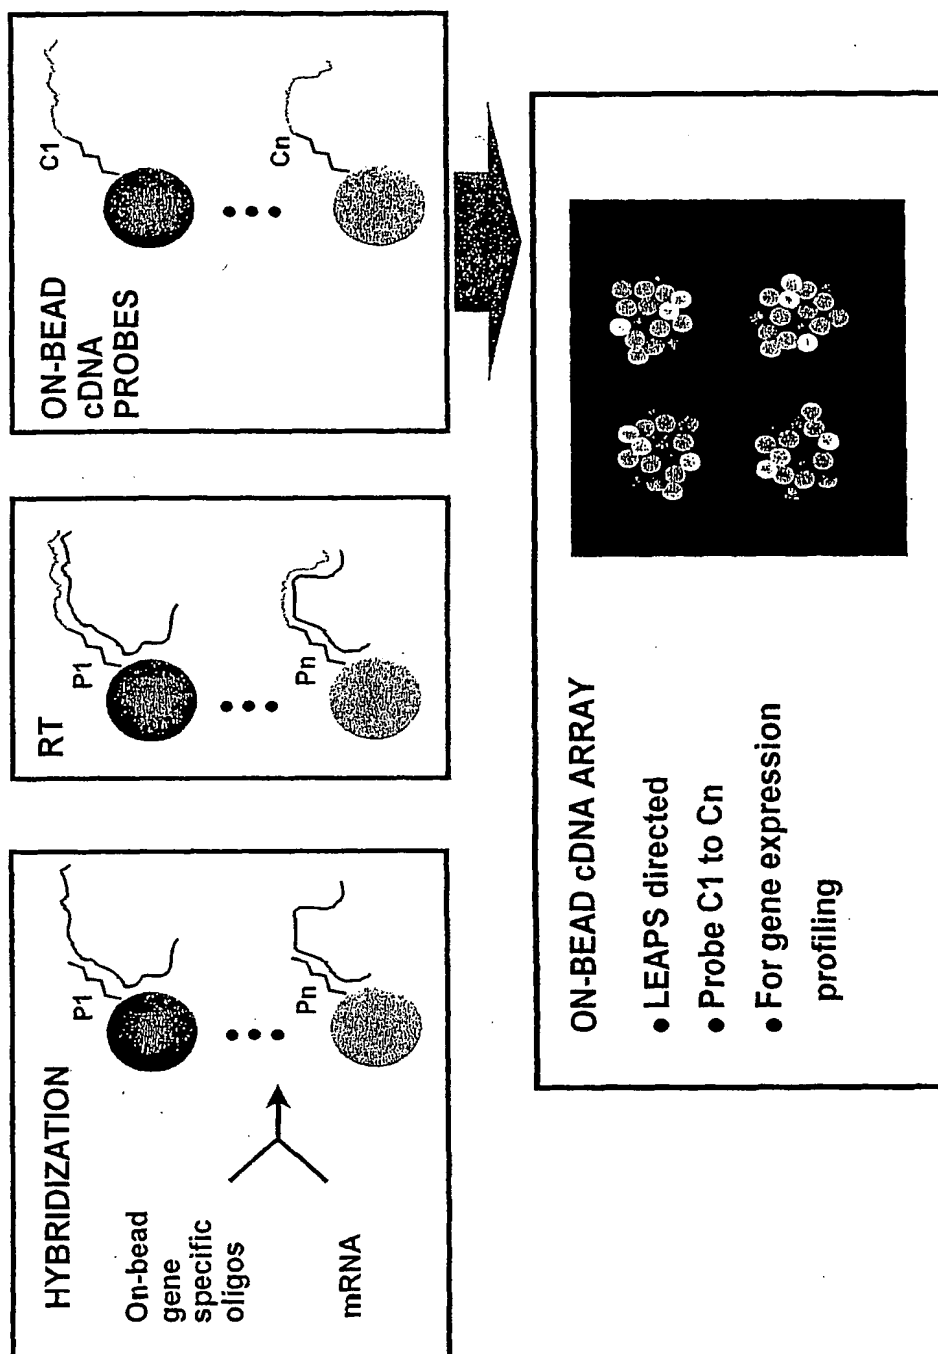 HYBRIDIZATION
On-bead
gene
specific
oligos
mRNA
P1
Pn
RT
P1
Pn
ON-BEAD
cDNA
PROBES
C1
Cn
ON-BEAD cDNA ARRAY
● LEAPS directed
● Probe C1 to Cn
● For gene expression
profiling